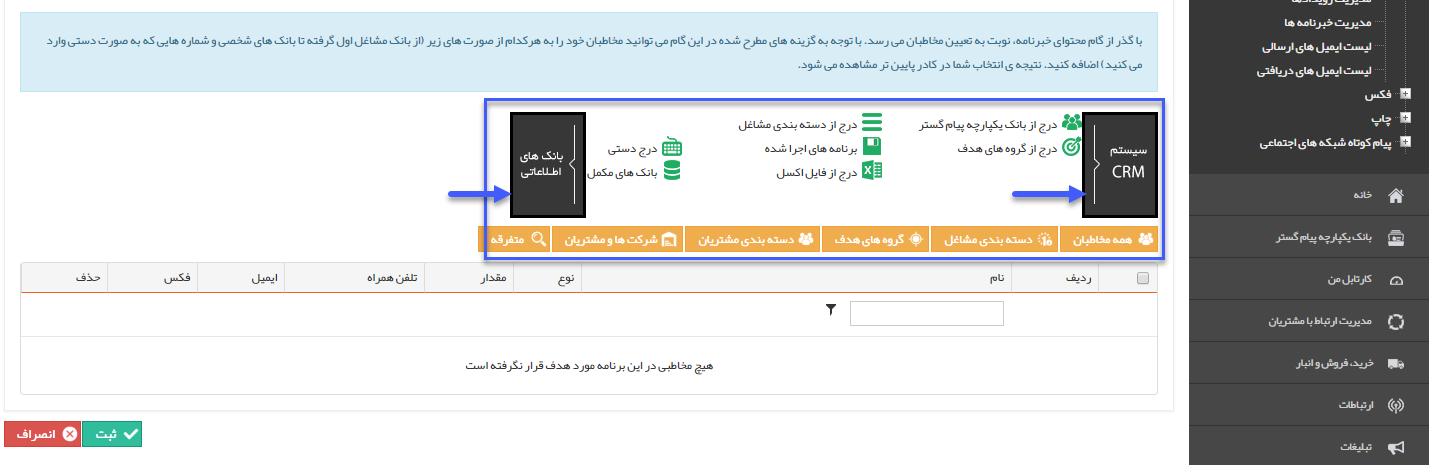 مدیریت رویدادها
مدیریت خبرنامه ها
لیست ایمیل های ارسالی
لیست ایمیل های دریافتی
فکس
چاپ
پیام کوتاه شبکه های اجتماعی
خانه
بانک یکپارچه پیام گستر
کارتابل من
مدیریت ارتباط با مشتریان
خرید، فروش و انبار
ارتباطات
تبلیغات
با گذر از گام محتوای خبرنامه، نوبت به تعیین مخاطبان می رسد. با توجه به گزینه های مطرح شده در این گام می توانید مخاطبان خود را به هرکدام از صورت های زیر (از بانک مشاغل اول گرفته تا بانک های شخصی و شماره هایی که به صورت دستی وارد
می کنید) اضافه کنید. نتیجه ی انتخاب شما در کادر پایین تر مشاهده می شود.
سیستم
CRM
درج از بانک یکپارچه پیام گستر
درج از گروه های هدف
درج از دسته بندی مشاغل
برنامه های اجرا شده
درج از فایل اکسل
درج دستی
بانک های مکمل
بانک های
اطلاعاتی
همه مخاطبان
دسته بندی مشاغل
گروه های هدف
دسته بندی مشتریان
شرکت ها و مشتریان
متفرقه
ردیف نام نوع مقدار تلفن همراه ایمیل فکس حذف
هیچ مخاطبی در این برنامه مورد هدف قرار نگرفته است
ثبت
انصراف